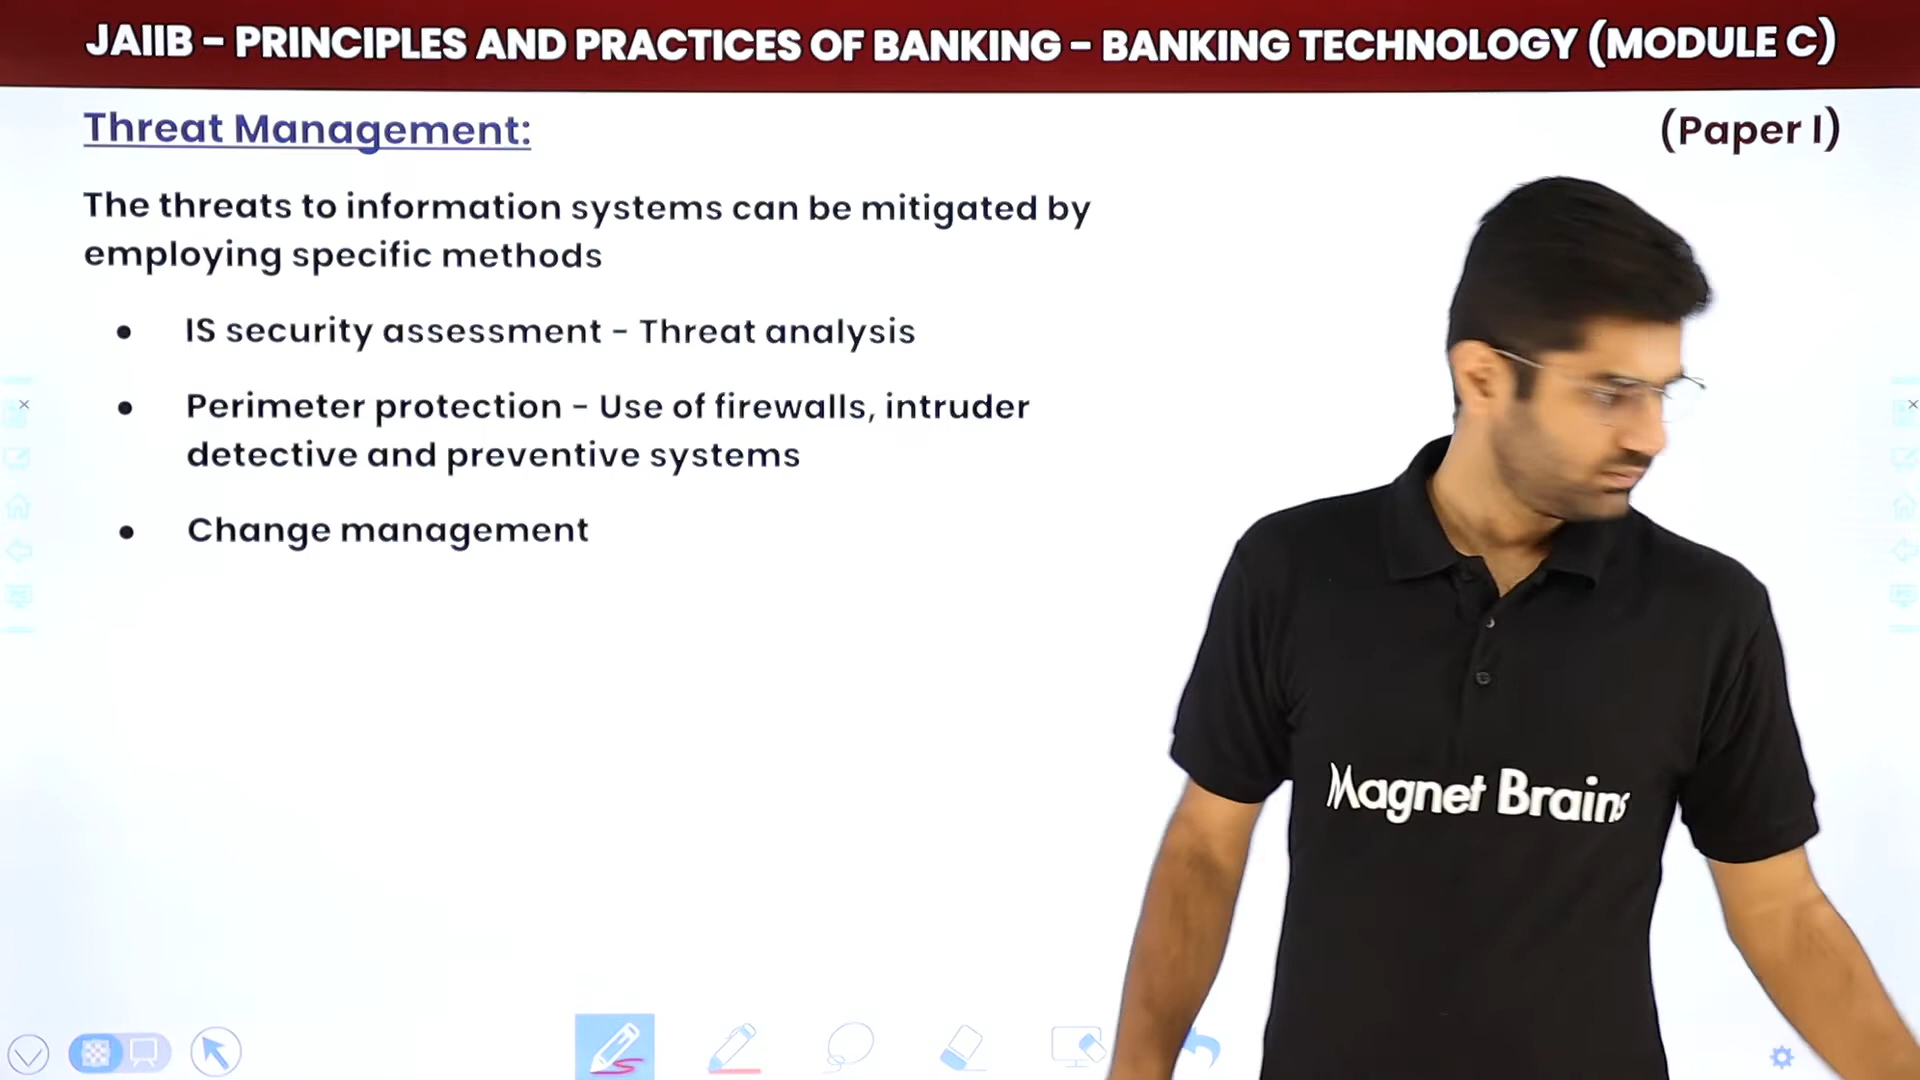 JAIIB - PRINCIPLES AND PRACTICES OF BANKING - BANKING TECHNOLOGY (MODULE C)
Threat Management:
(Paper I)
The threats to information systems can be mitigated by
employing specific methods
• IS security assessment - Threat analysis
• Perimeter protection - Use of firewalls, intruder
detective and preventive systems
• Change management
Magnet Brains